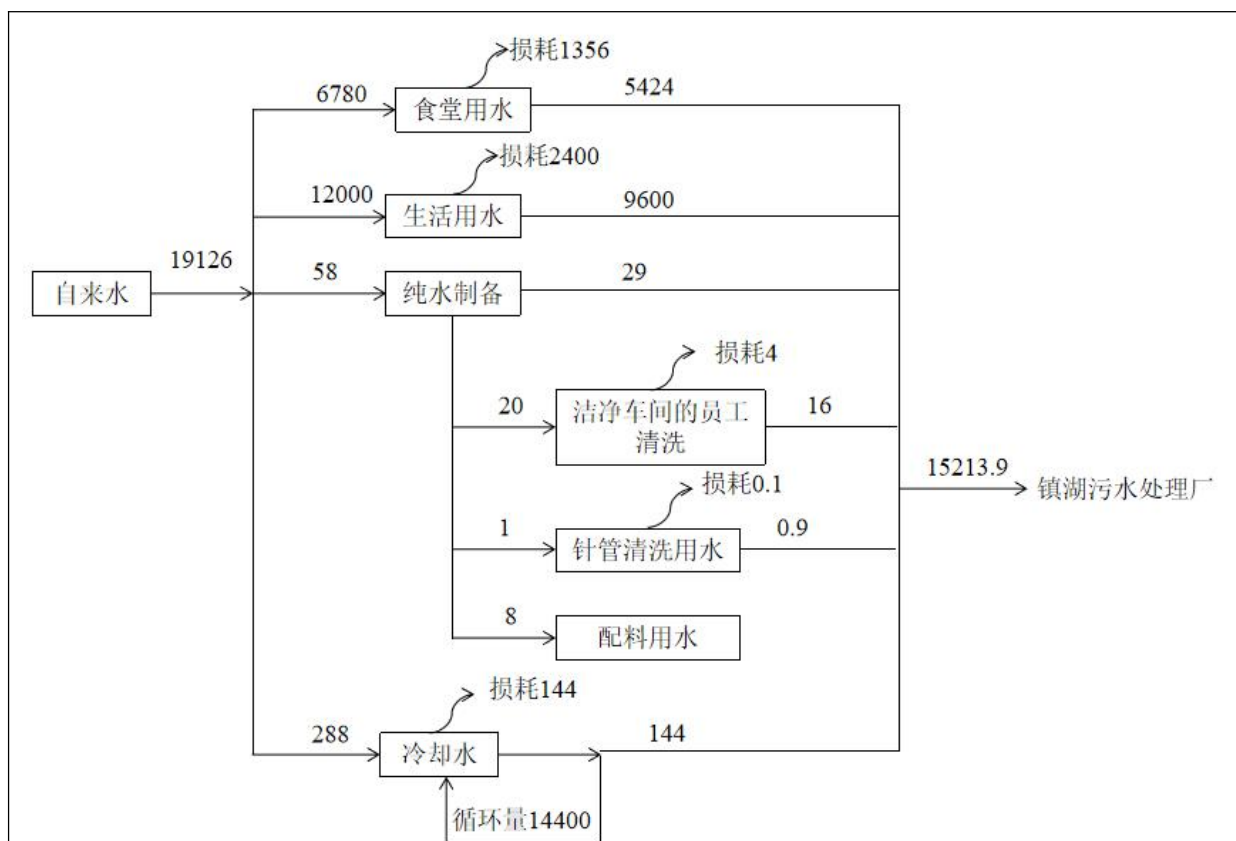 损耗1356
6780
食堂用水
5424
损耗2400
12000
生活用水
9600
自来水
19126
58
纯水制备
29
损耗4
20
洁净车间的员工
清洗
16
15213.9
镇湖污水处理厂
损耗0.1
1
针管清洗用水
0.9
8
配料用水
损耗144
288
冷却水
144
循环量14400